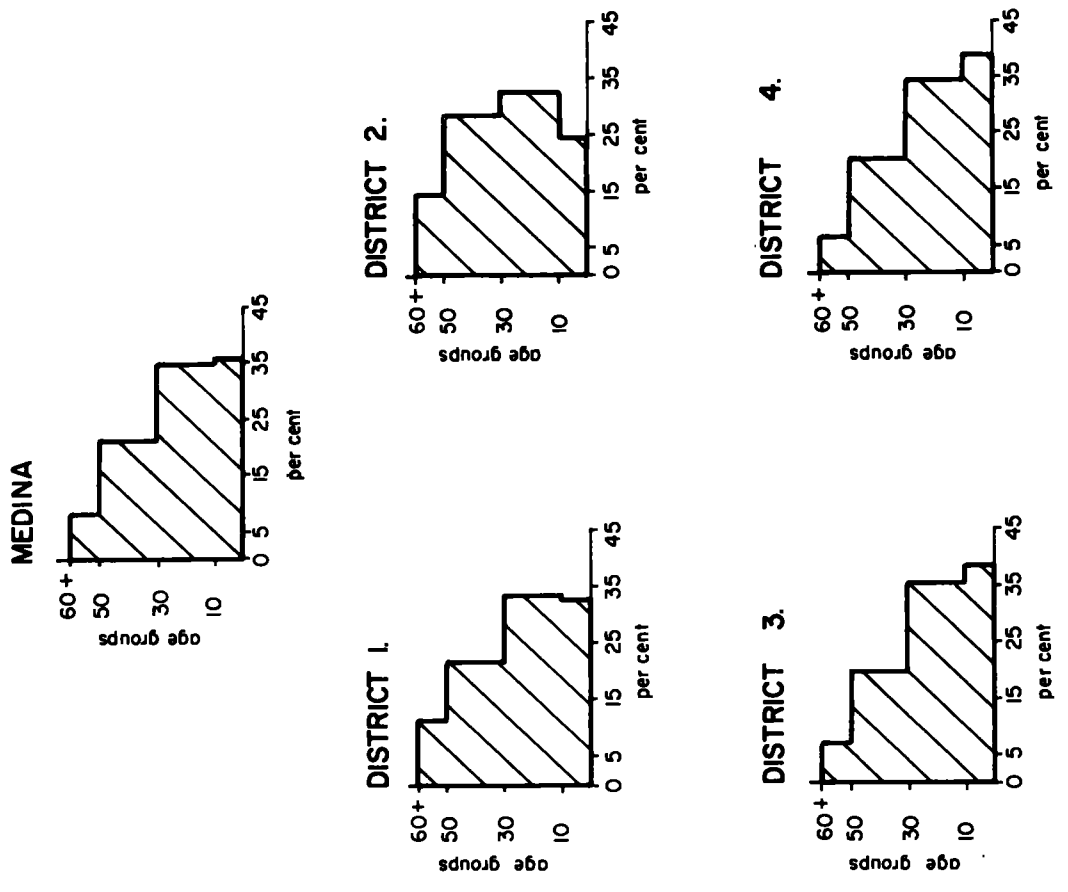 MEDINA
60+
50
30
10
age groups
0 5 15 25 35 45
per cent
DISTRICT 1.
60+
50
30
10
age groups
0 5 15 25 35 45
per cent
DISTRICT 2.
60+
50
30
10
age groups
0 5 15 25 35 45
per cent
DISTRICT 3.
60+
50
30
10
age groups
0 5 15 25 35 45
per cent
DISTRICT 4.
60+
50
30
10
age groups
0 5 15 25 35 45
per cent